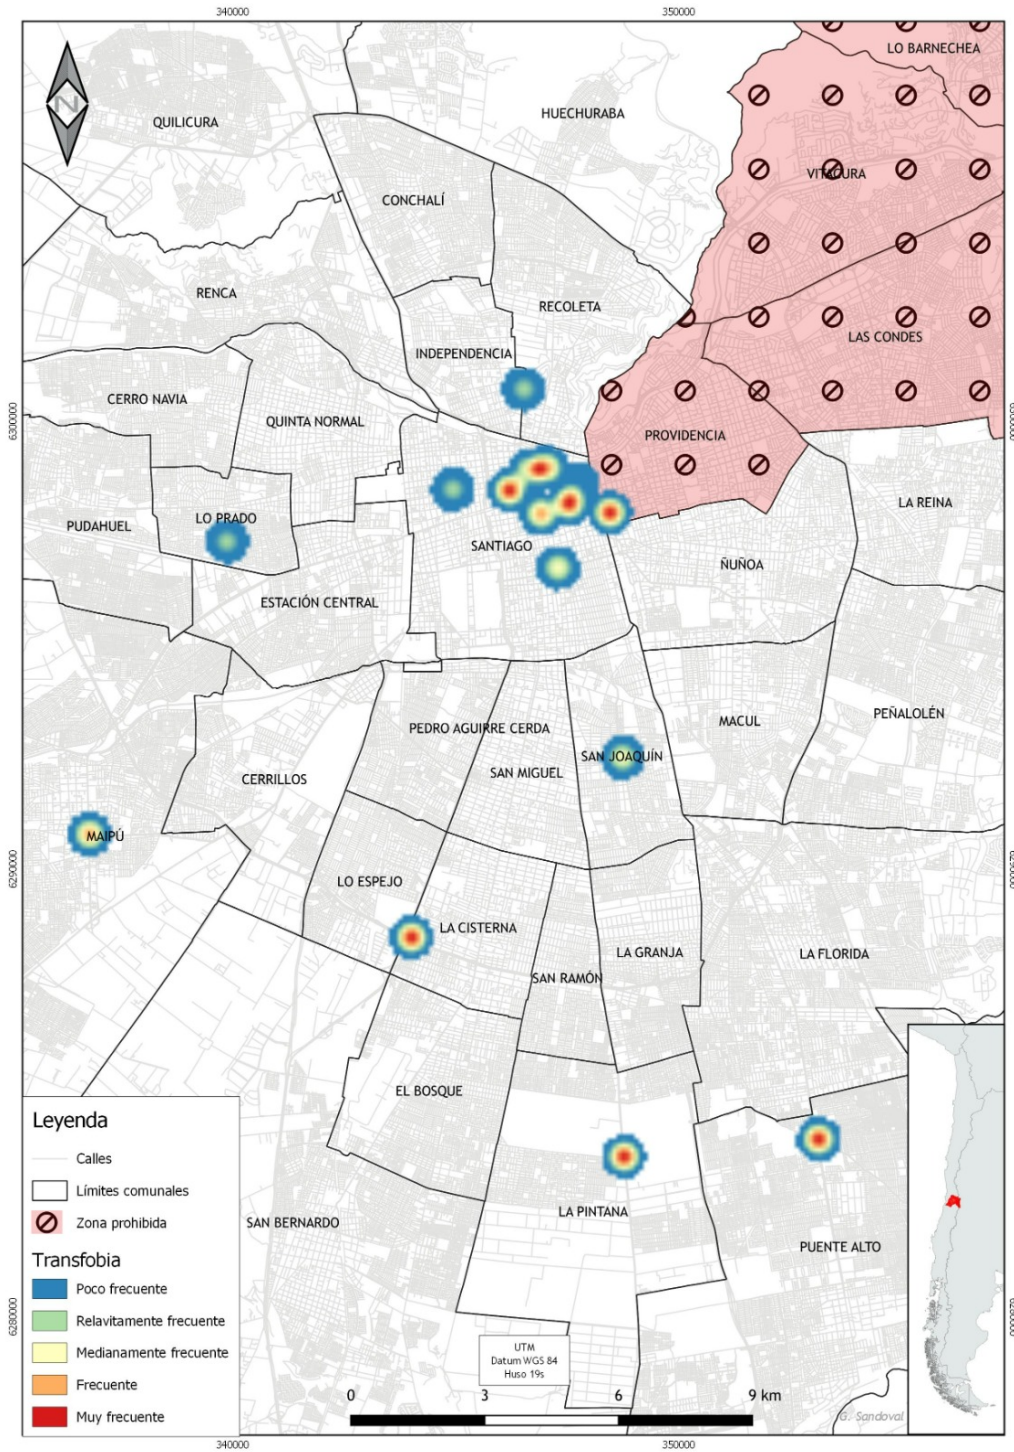 340000
350000
LO BARNECHEA
N
QUILICURA
HUECHURABA
VITACURA
CONCHALÍ
RENCA
RECOLETA
LAS CONDES
INDEPENDENCIA
CERRO NAVIA
QUINTA NORMAL
PROVIDENCIA
6300000
6300000
LA REINA
PUDAHUEL
LO PRADO
SANTIAGO
ÑUÑOA
ESTACIÓN CENTRAL
PEÑALOLÉN
MACUL
PEDRO AGUIRRE CERDA
SAN JOAQUÍN
SAN MIGUEL
CERRILLOS
MAIPÚ
6290000
6290000
LO ESPEJO
LA CISTERNA
LA GRANJA
LA FLORIDA
SAN RAMÓN
EL BOSQUE
LA PINTANA
SAN BERNARDO
PUENTE ALTO
6280000
6280000
Leyenda
Calles
Límites comunales
Zona prohibida
Transfobia
Poco frecuente
Relavitamente frecuente
Medianamente frecuente
Frecuente
Muy frecuente
UTM
Datum WGS 84
Huso 19s
0 3 6 9 km
G. Sandoval
340000
350000